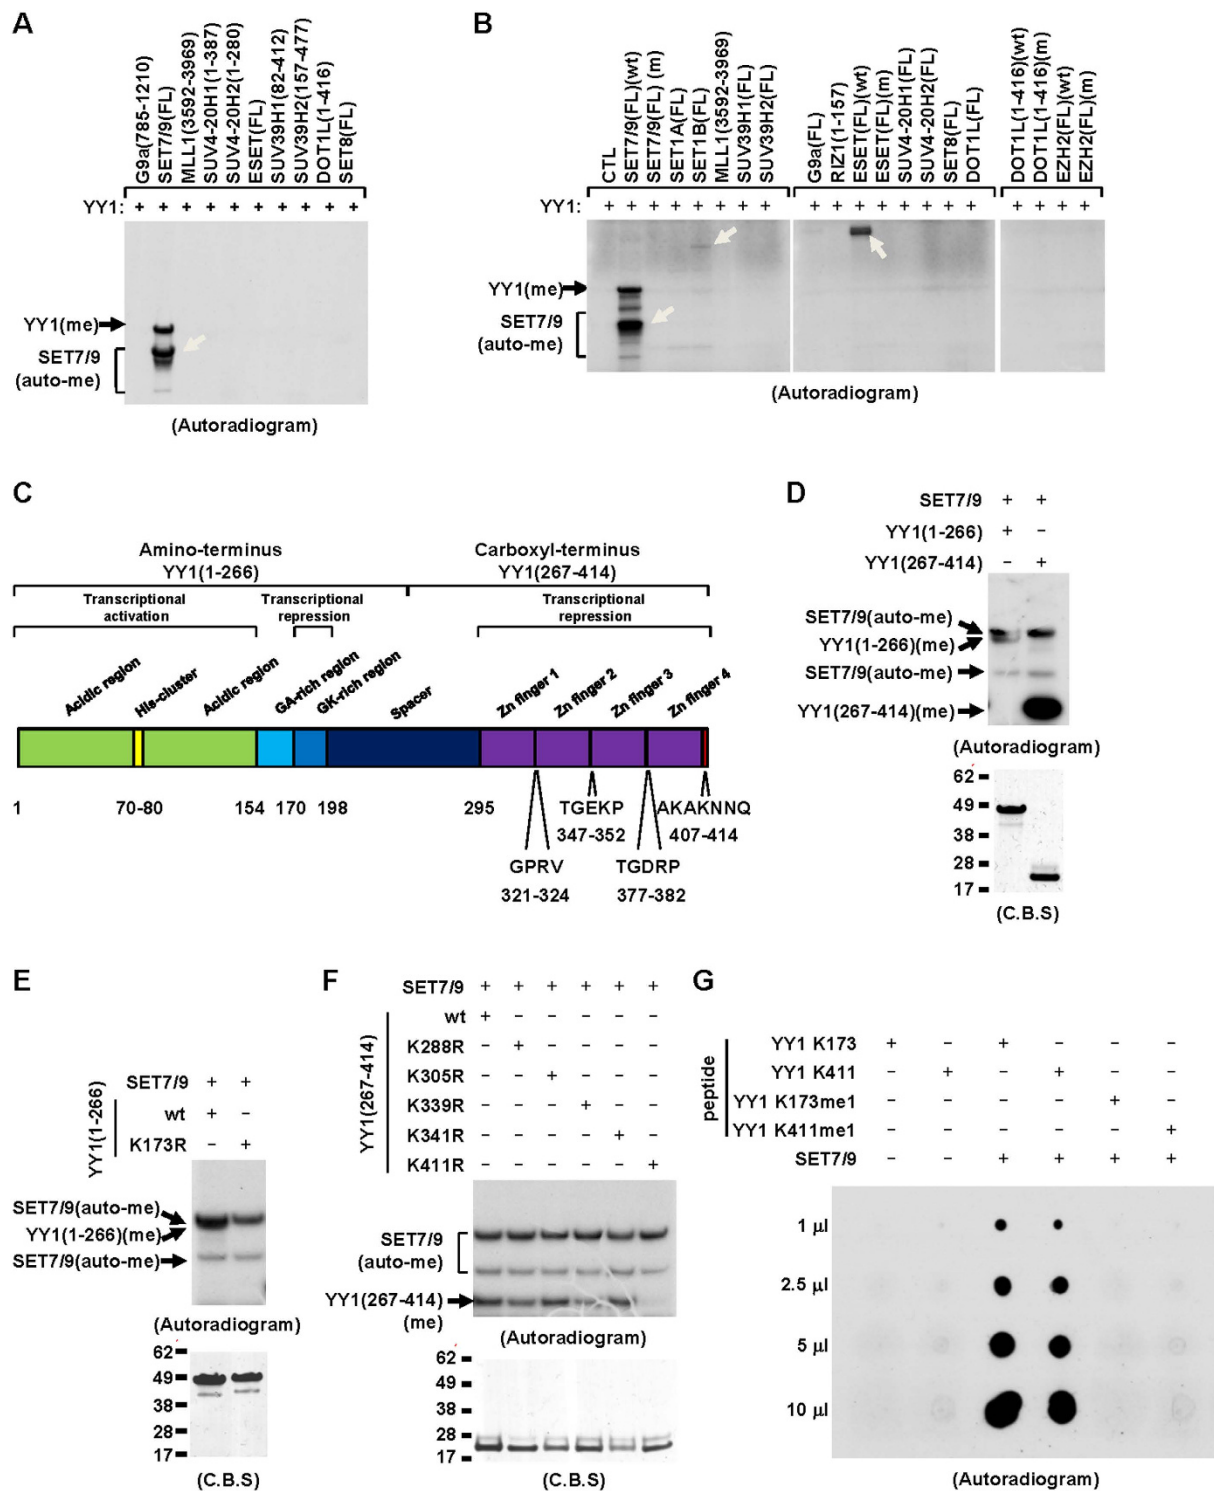 A
G9a(785-1210)
SET7/9(FL)
MLL1(3592-3969)
SUV4-20H1(1-387)
SUV4-20H2(1-280)
ESET(FL)
SUV39H1(82-412)
SUV39H2(157-477)
DOT1L(1-416)
SET8(FL)
YY1: + + + + + + + + + +
YY1(me)
SET7/9
(auto-me)
(Autoradiogram)
B
CTL
SET7/9(FL)(wt)
SET7/9(FL)(m)
SET1A(FL)
SET1B(FL)
MLL1(3592-3969)
SUV39H1(FL)
SUV39H2(FL)
G9a(FL)
RIZ1(1-157)
ESET(FL)(wt)
ESET(FL)(m)
SUV4-20H1(FL)
SUV4-20H2(FL)
SET8(FL)
DOT1L(FL)
DOT1L(1-416)(wt)
DOT1L(1-416)(m)
EZH2(FL)(wt)
EZH2(FL)(m)
YY1: + + + + + + + + + + + + + + + + + + + +
YY1(me)
SET7/9
(auto-me)
(Autoradiogram)
C
Amino-terminus
YY1(1-266)
Carboxyl-terminus
YY1(267-414)
Transcriptional
activation
Transcriptional
repression
Transcriptional
repression
Acidic region
His-cluster
Acidic region
GA-rich region
GK-rich region
Spacer
Zn finger 1
Zn finger 2
Zn finger 3
Zn finger 4
1 70-80 154 170 198 295
TGEKP
347-352
AKAKNNQ
407-414
GPRV
321-324
TGDRP
377-382
D
SET7/9 + +
YY1(1-266) + –
YY1(267-414) – +
SET7/9(auto-me)
YY1(1-266)(me)
SET7/9(auto-me)
YY1(267-414)(me)
(Autoradiogram)
62
49
38
28
17
(C.B.S)
E
SET7/9 + +
YY1(1-266)
wt + –
K173R – +
SET7/9(auto-me)
YY1(1-266)(me)
SET7/9(auto-me)
(Autoradiogram)
62
49
38
28
17
(C.B.S)
F
SET7/9 + + + + + +
YY1(267-414)
wt + – – – – –
K288R – + – – – –
K305R – – + – – –
K339R – – – + – –
K341R – – – – + –
K411R – – – – – +
SET7/9
(auto-me)
YY1(267-414)
(me)
(Autoradiogram)
62
49
38
28
17
(C.B.S)
G
peptide
YY1 K173 + – + – – –
YY1 K411 – + – + – –
YY1 K173me1 – – – – + –
YY1 K411me1 – – – – – +
SET7/9 – – + + + +
1 µl
2.5 µl
5 µl
10 µl
(Autoradiogram)